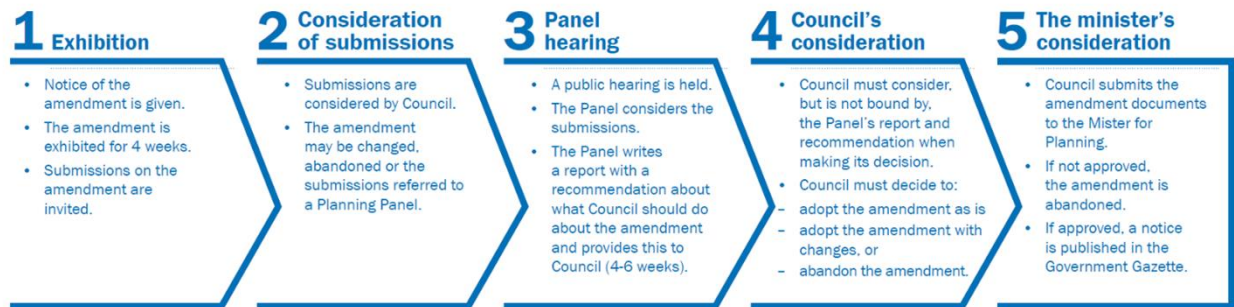 1 Exhibition
• Notice of the
amendment is given.
• The amendment is
exhibited for 4 weeks.
• Submissions on the
amendment are
invited.
2 Consideration
of submissions
• Submissions are
considered by Council.
• The amendment
may be changed,
abandoned or the
submissions referred to
a Planning Panel.
3 Panel
hearing
• A public hearing is held.
• The Panel considers the
submissions.
• The Panel writes
a report with a
recommendation about
what Council should do
about the amendment
and provides this to
Council (4-6 weeks).
4 Council's
consideration
• Council must consider,
but is not bound by,
the Panel's report and
recommendation when
making its decision.
• Council must decide to:
– adopt the amendment as is
– adopt the amendment with
changes, or
– abandon the amendment.
5 The minister's
consideration
• Council submits the
amendment documents
to the Mister for
Planning.
• If not approved,
the amendment is
abandoned.
• If approved, a notice
is published in the
Government Gazette.